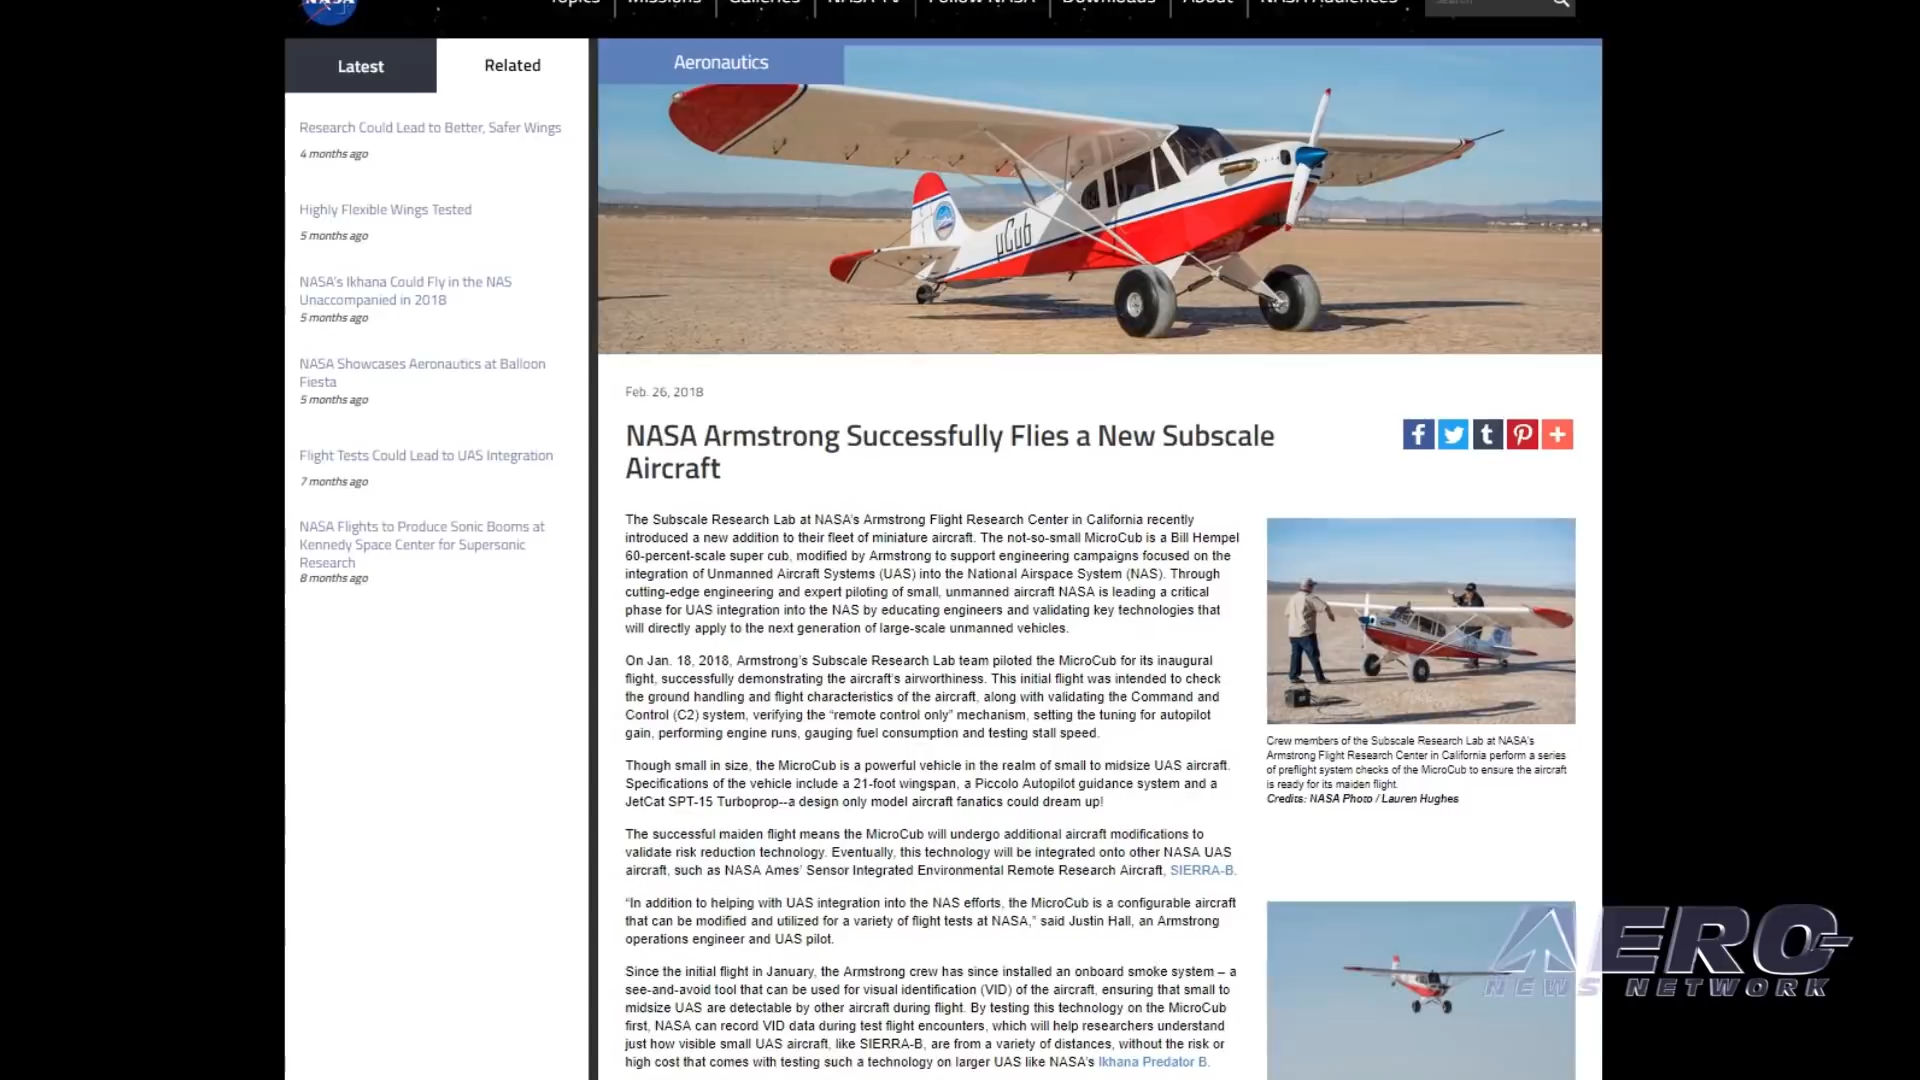 NASA
Topics Missions Galleries NASA TV Follow NASA Downloads About NASA Audiences
Search
Latest Related
Aeronautics
Research Could Lead to Better, Safer Wings
4 months ago
Highly Flexible Wings Tested
5 months ago
NASA's Ikhana Could Fly in the NAS
Unaccompanied in 2018
5 months ago
NASA Showcases Aeronautics at Balloon
Fiesta
5 months ago
Flight Tests Could Lead to UAS Integration
7 months ago
NASA Flights to Produce Sonic Booms at
Kennedy Space Center for Supersonic
Research
8 months ago
µCub
Feb. 26, 2018
NASA Armstrong Successfully Flies a New Subscale
Aircraft
The Subscale Research Lab at NASA's Armstrong Flight Research Center in California recently
introduced a new addition to their fleet of miniature aircraft. The not-so-small MicroCub is a Bill Hempel
60-percent-scale super cub, modified by Armstrong to support engineering campaigns focused on the
integration of Unmanned Aircraft Systems (UAS) into the National Airspace System (NAS). Through
cutting-edge engineering and expert piloting of small, unmanned aircraft NASA is leading a critical
phase for UAS integration into the NAS by educating engineers and validating key technologies that
will directly apply to the next generation of large-scale unmanned vehicles.
On Jan. 18, 2018, Armstrong's Subscale Research Lab team piloted the MicroCub for its inaugural
flight, successfully demonstrating the aircraft's airworthiness. This initial flight was intended to check
the ground handling and flight characteristics of the aircraft, along with validating the Command and
Control (C2) system, verifying the “remote control only” mechanism, setting the tuning for autopilot
gain, performing engine runs, gauging fuel consumption and testing stall speed.
Though small in size, the MicroCub is a powerful vehicle in the realm of small to midsize UAS aircraft.
Specifications of the vehicle include a 21-foot wingspan, a Piccolo Autopilot guidance system and a
JetCat SPT-15 Turboprop--a design only model aircraft fanatics could dream up!
The successful maiden flight means the MicroCub will undergo additional aircraft modifications to
validate risk reduction technology. Eventually, this technology will be integrated onto other NASA UAS
aircraft, such as NASA Ames' Sensor Integrated Environmental Remote Research Aircraft, SIERRA-B.
“In addition to helping with UAS integration into the NAS efforts, the MicroCub is a configurable aircraft
that can be modified and utilized for a variety of flight tests at NASA,” said Justin Hall, an Armstrong
operations engineer and UAS pilot.
Since the initial flight in January, the Armstrong crew has since installed an onboard smoke system – a
see-and-avoid tool that can be used for visual identification (VID) of the aircraft, ensuring that small to
midsize UAS are detectable by other aircraft during flight. By testing this technology on the MicroCub
first, NASA can record VID data during test flight encounters, which will help researchers understand
just how visible small UAS aircraft, like SIERRA-B, are from a variety of distances, without the risk or
high cost that comes with testing such a technology on larger UAS like NASA's Ikhana Predator B.
Crew members of the Subscale Research Lab at NASA's
Armstrong Flight Research Center in California perform a series
of preflight system checks of the MicroCub to ensure the aircraft
is ready for its maiden flight.
Credits: NASA Photo / Lauren Hughes
AERO-
NEWS NETWORK